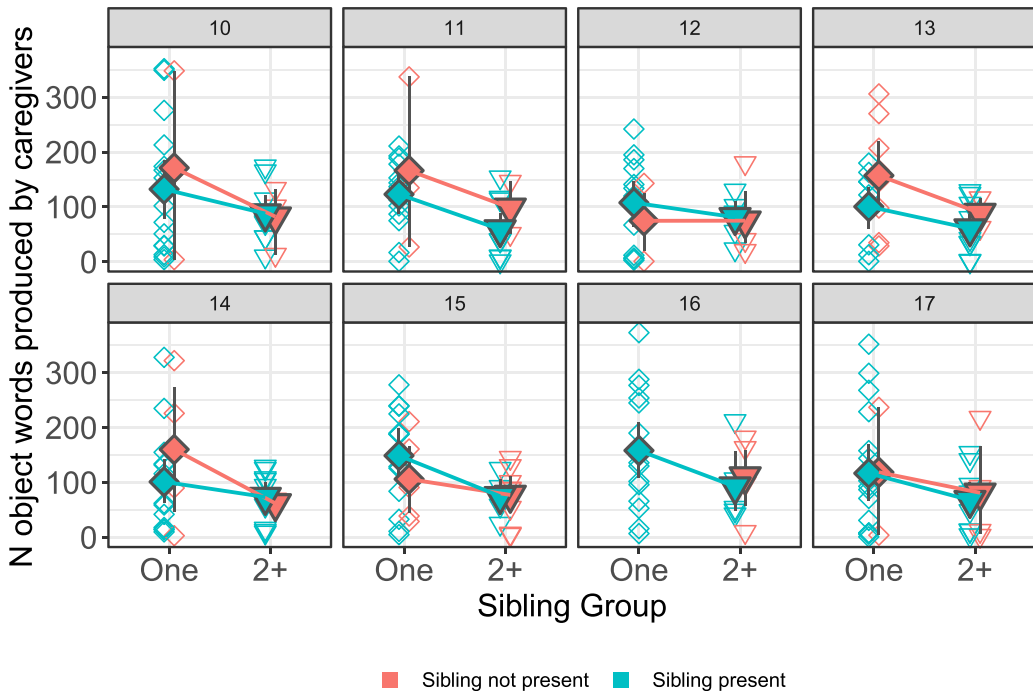 10 11 12 13
300
200
100
0
14 15 16 17
300
200
100
0
One 2+ One 2+ One 2+ One 2+
Sibling Group
N object words produced by caregivers
Sibling not present Sibling present